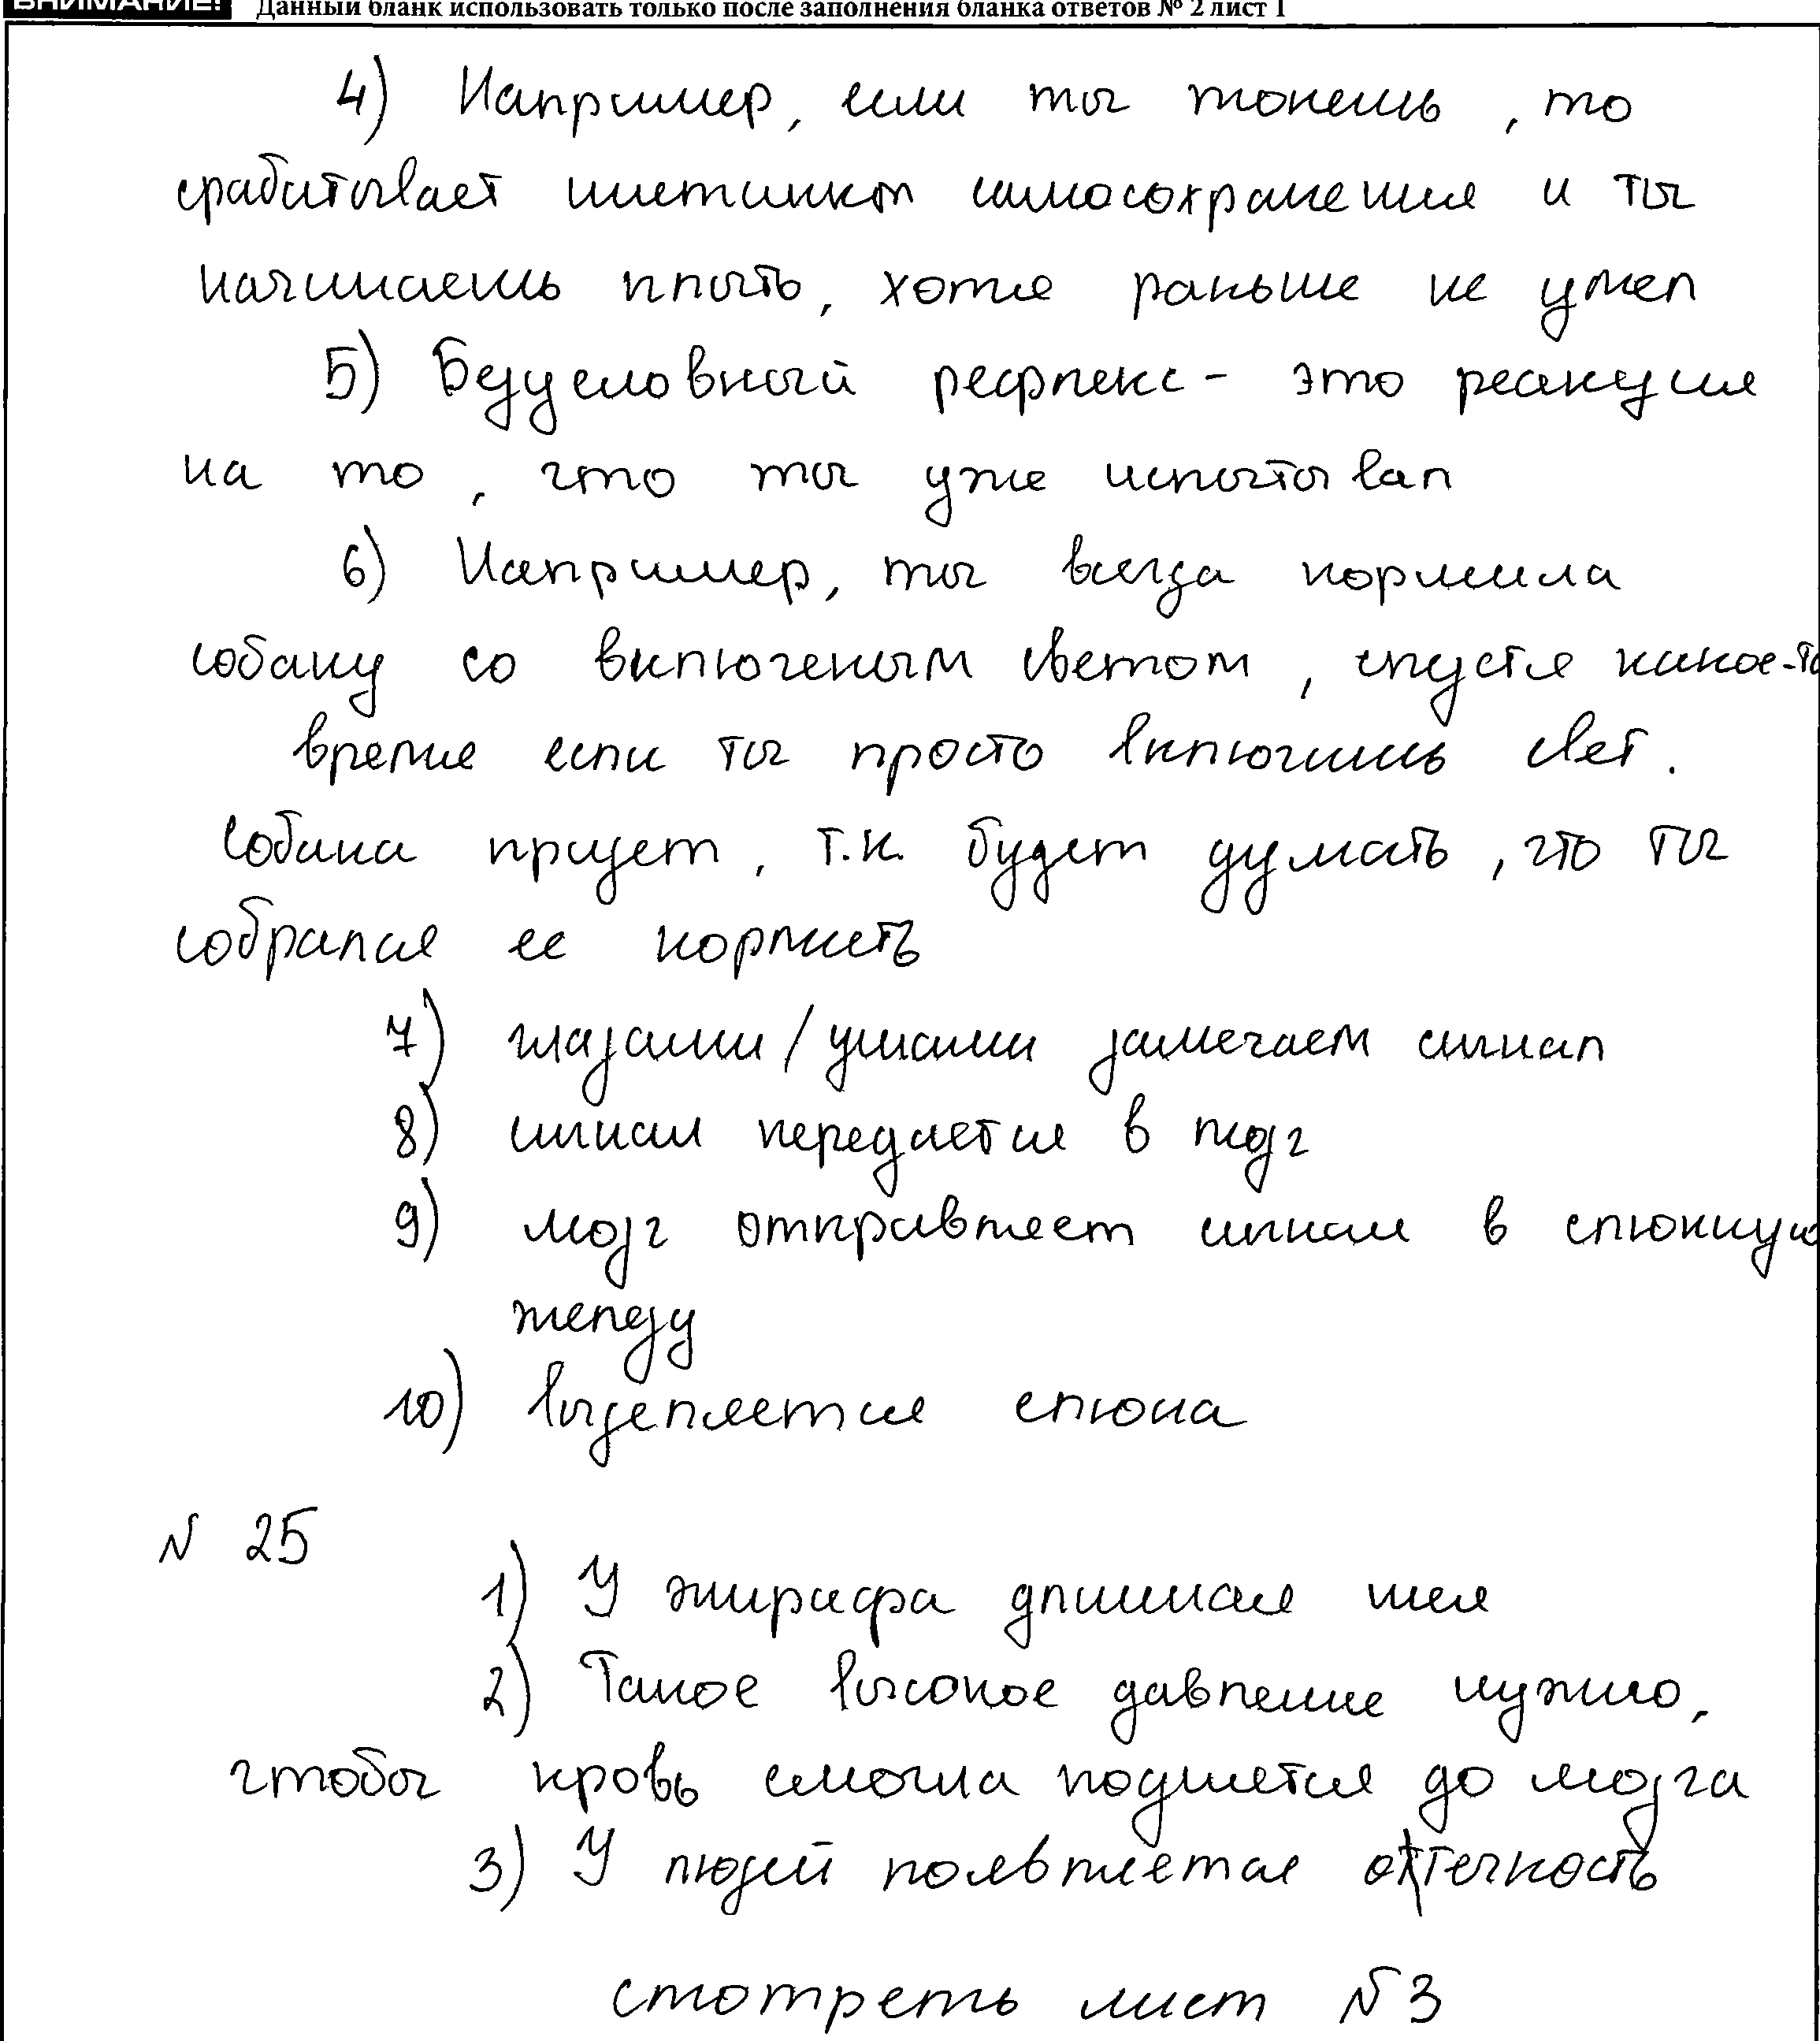 ВНИМАНИЕ! Данный бланк использовать только после заполнения бланка ответов № 2 лист 1
4) Например, если ты тонешь, то
срабатывает инстинкт самосохранения и ты
начинаешь плыть, хотя раньше не умел
5) Безусловный рефлекс - это реакция
на то, что ты уже испытывал
6) Например, ты всегда кормила
собаку со включеным светом, спустя какое-то
время если ты просто включишь свет.
Собака придет, т.к. будет думать, что ты
собрался ее кормить
7) глазами/ушами замечаем сигнал
8) сигнал передается в мозг
9) мозг отправляет сигнал в слюнную
железу
10) выделяется слюна
N 25
1) У жирафа длинная шея
2) Такое высокое давление нужно,
чтобы кровь смогла поднятся до мозга
3) У людей появляется отечность
смотреть лист №3